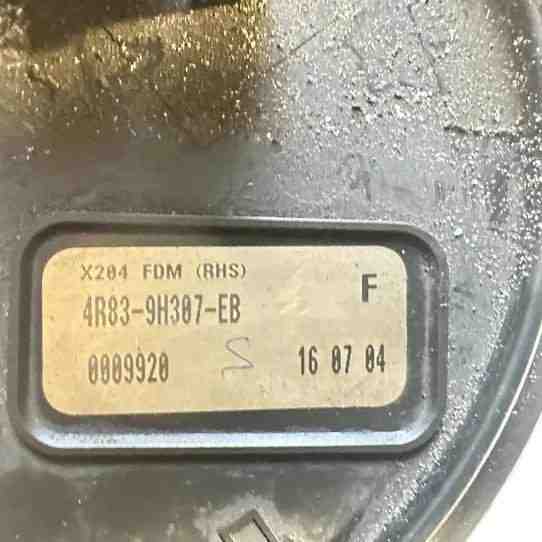 X204 FDM (RHS)
F
4R83-9H307-EB
0009920 S 16 07 04